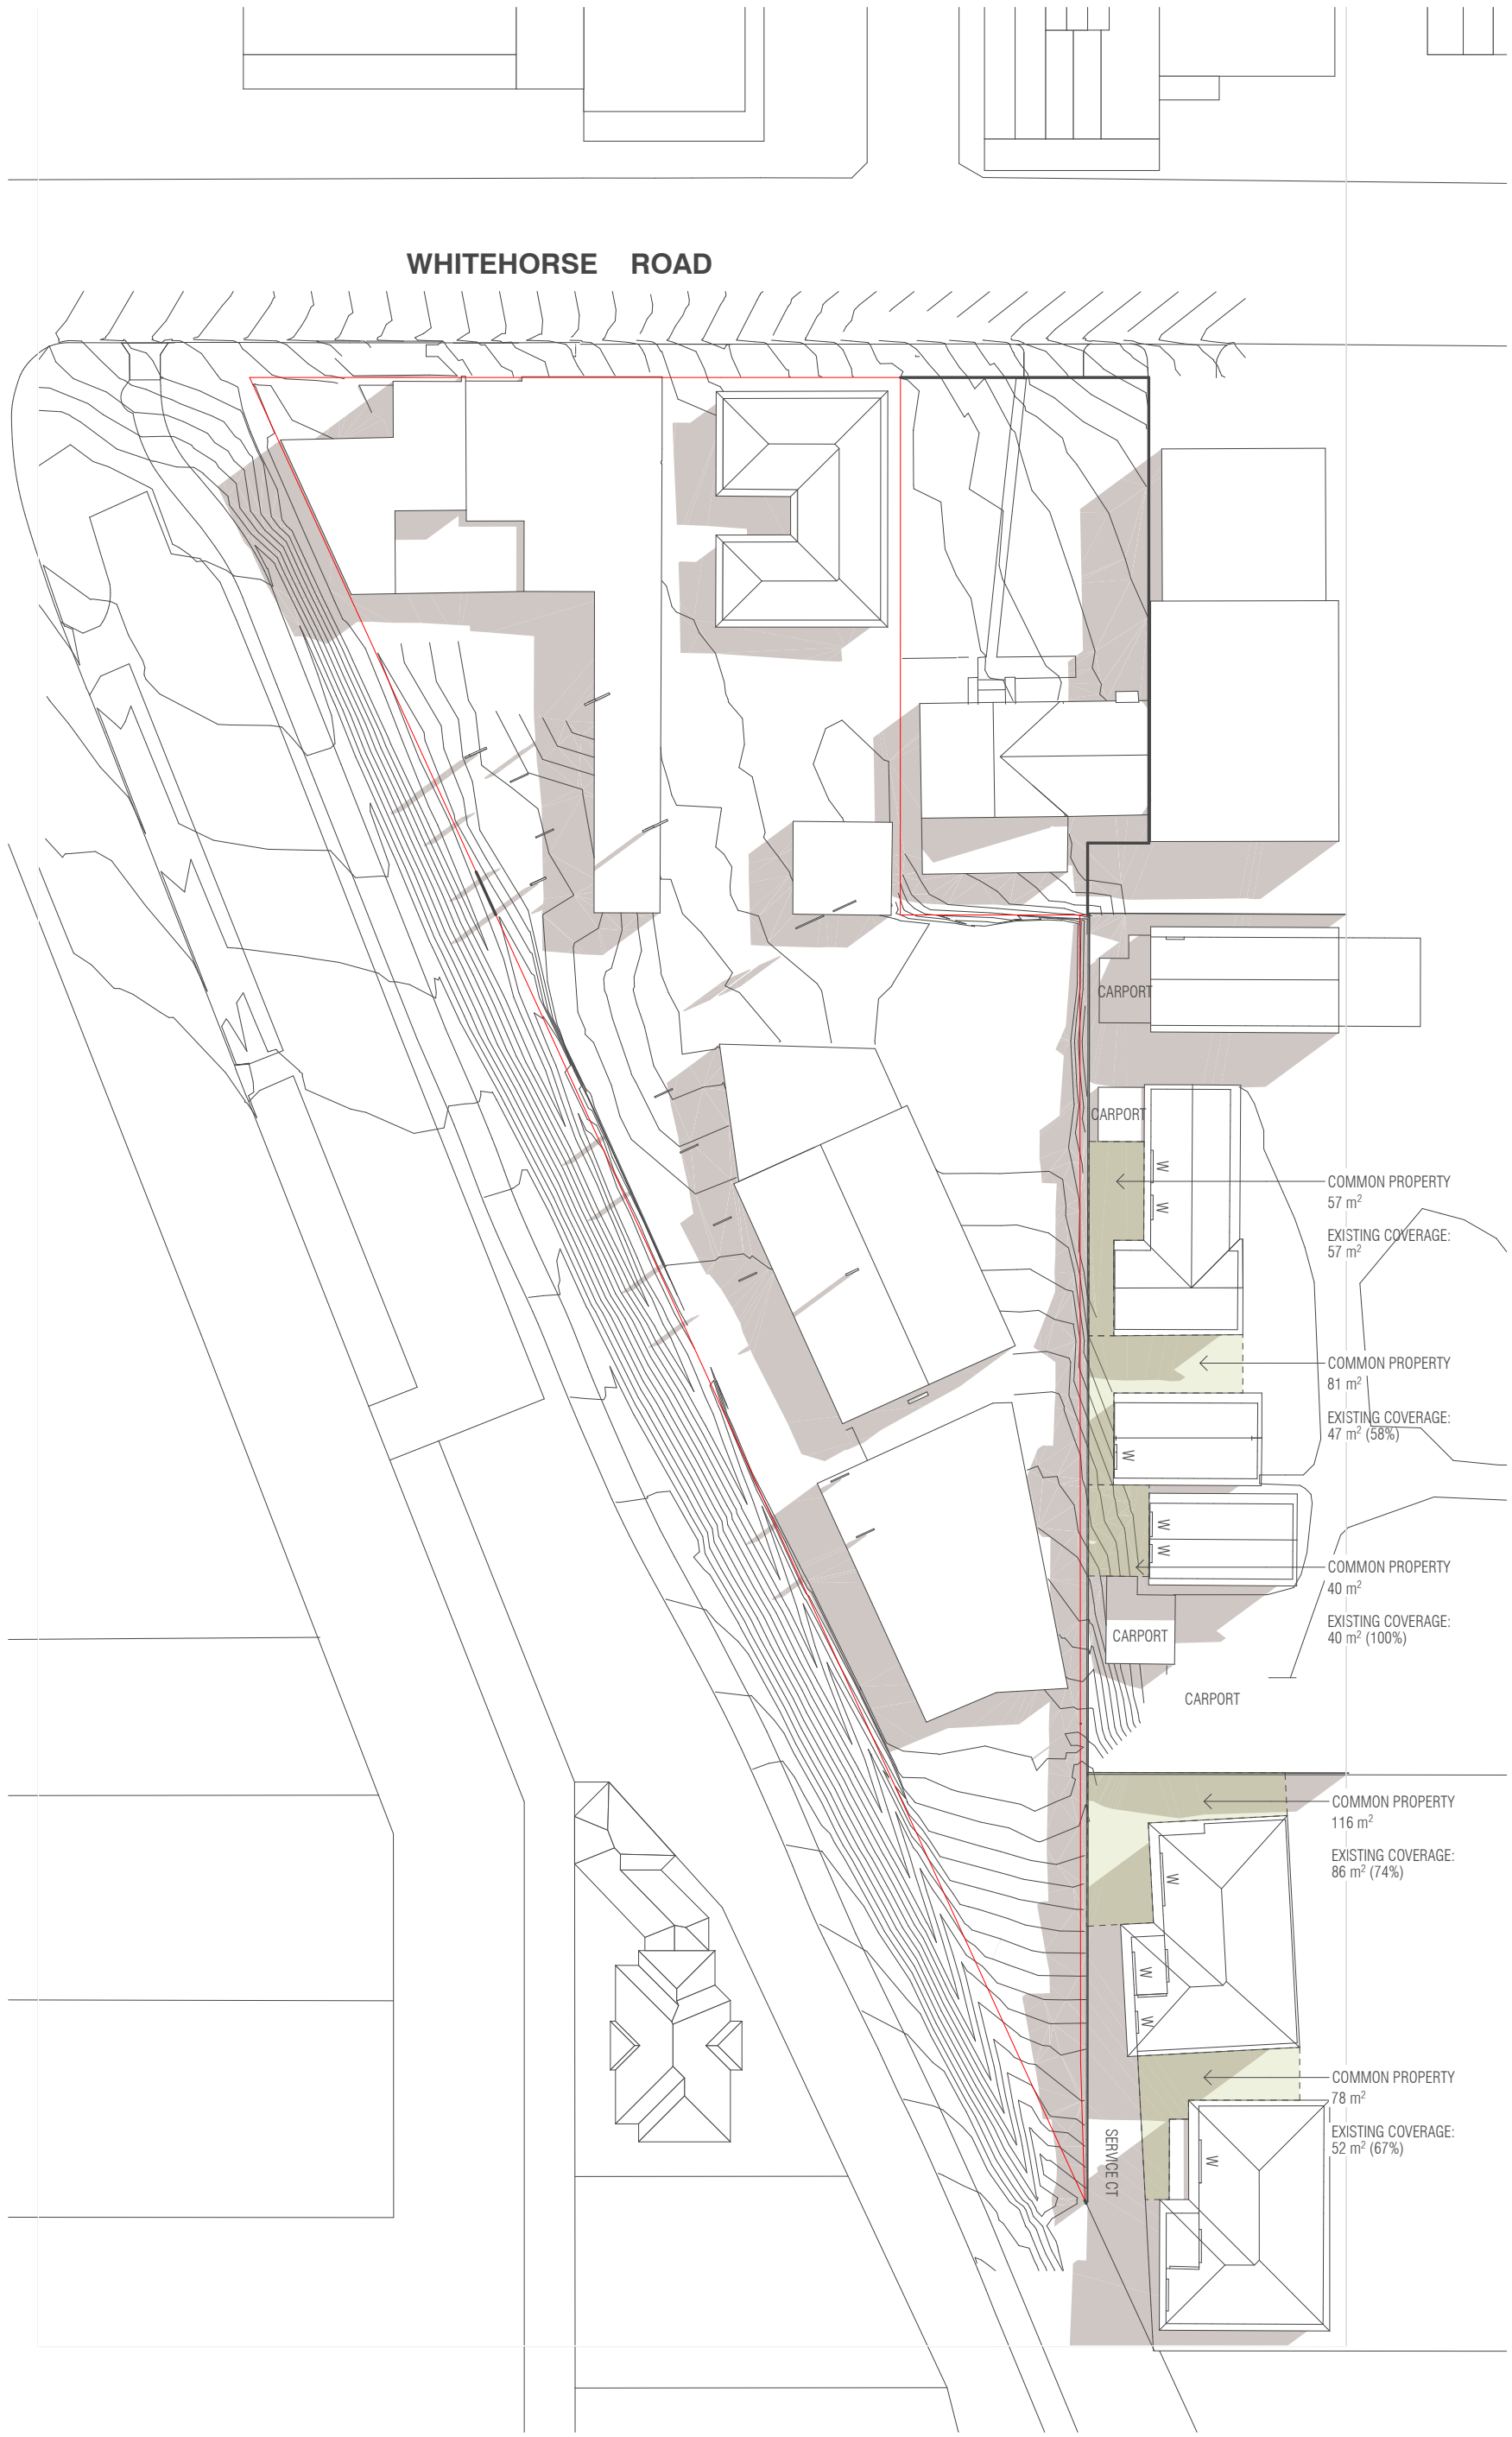 WHITEHORSE ROAD
CARPORT
CARPORT
W
W
COMMON PROPERTY
57 m²
EXISTING COVERAGE:
57 m²
COMMON PROPERTY
81 m²
EXISTING COVERAGE:
47 m² (58%)
W
W
W
COMMON PROPERTY
40 m²
EXISTING COVERAGE:
40 m² (100%)
CARPORT
CARPORT
COMMON PROPERTY
116 m²
EXISTING COVERAGE:
86 m² (74%)
W
W
W
COMMON PROPERTY
78 m²
EXISTING COVERAGE:
52 m² (67%)
SERVICE CT
W